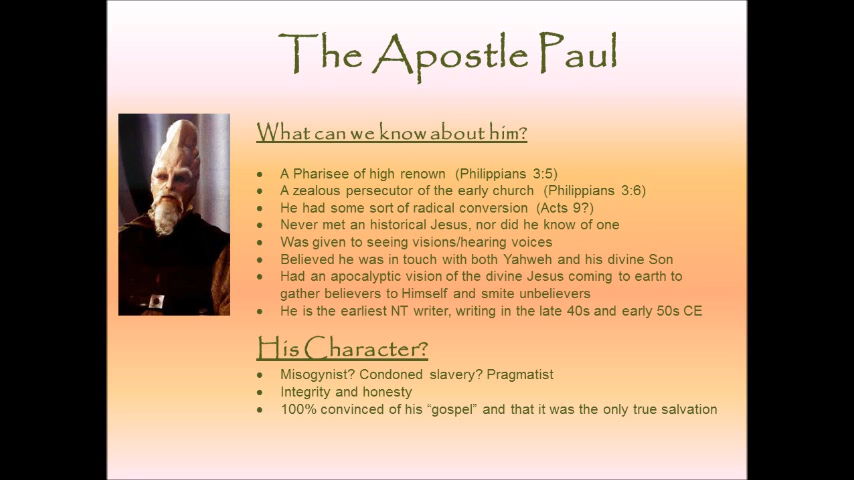 The Apostle Paul
What can we know about him?
• A Pharisee of high renown (Philippians 3:5)
• A zealous persecutor of the early church (Philippians 3:6)
• He had some sort of radical conversion (Acts 9?)
• Never met an historical Jesus, nor did he know of one
• Was given to seeing visions/hearing voices
• Believed he was in touch with both Yahweh and his divine Son
• Had an apocalyptic vision of the divine Jesus coming to earth to
gather believers to Himself and smite unbelievers
• He is the earliest NT writer, writing in the late 40s and early 50s CE
His Character?
• Misogynist? Condoned slavery? Pragmatist
• Integrity and honesty
• 100% convinced of his “gospel” and that it was the only true salvation